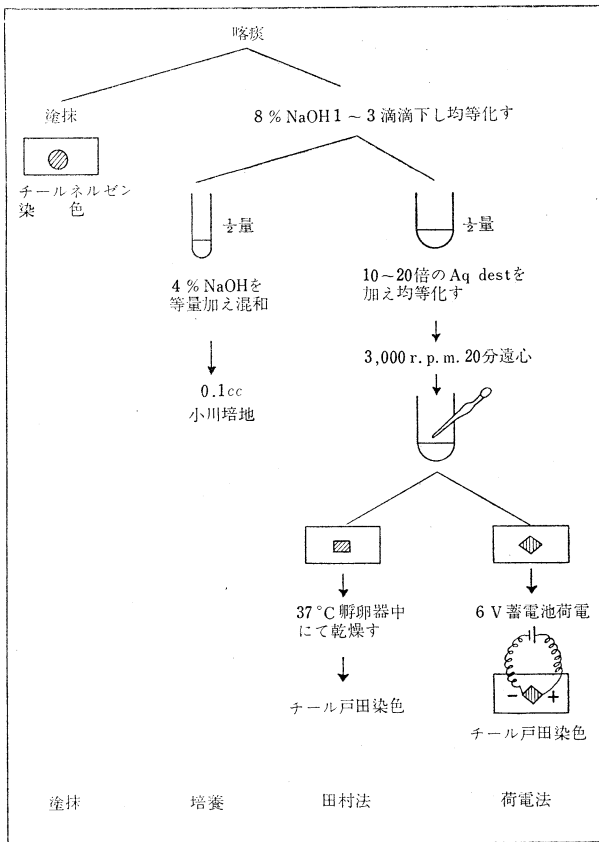 喀痰
塗抹
8％NaOH1～3滴滴下し均等化す
チールネルゼン
染　　色
½量
½量
4％NaOHを
等量加え混和
10～20倍のAq destを
加え均等化す
3,000 r. p. m. 20分遠心
0.1cc
小川培地
37°C孵卵器中
にて乾燥す
6V蓄電池荷電
－　＋
チール戸田染色
チール戸田染色
塗抹　培養　田村法　荷電法